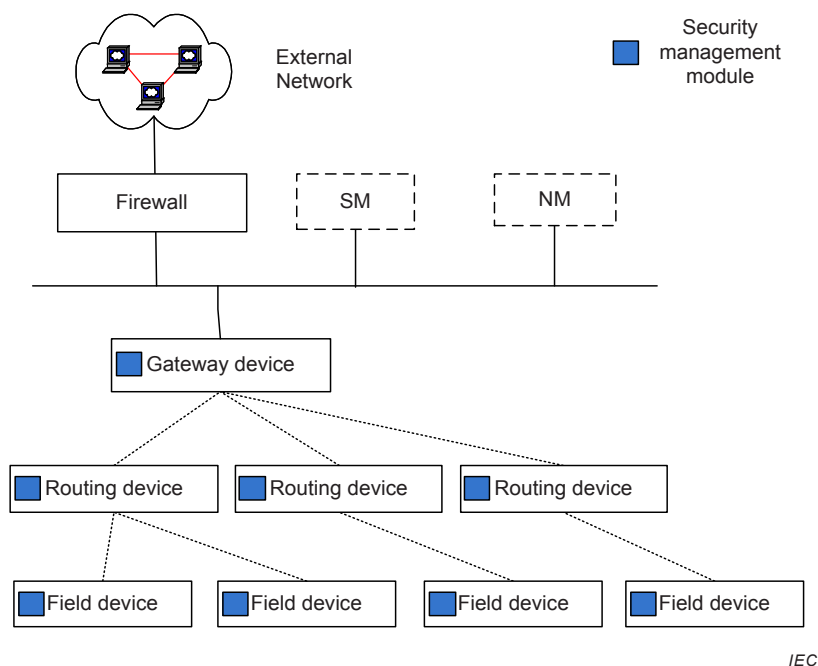 External
Network
Security
management
module
Firewall
SM
NM
Gateway device
Routing device
Routing device
Routing device
Field device
Field device
Field device
Field device
IEC